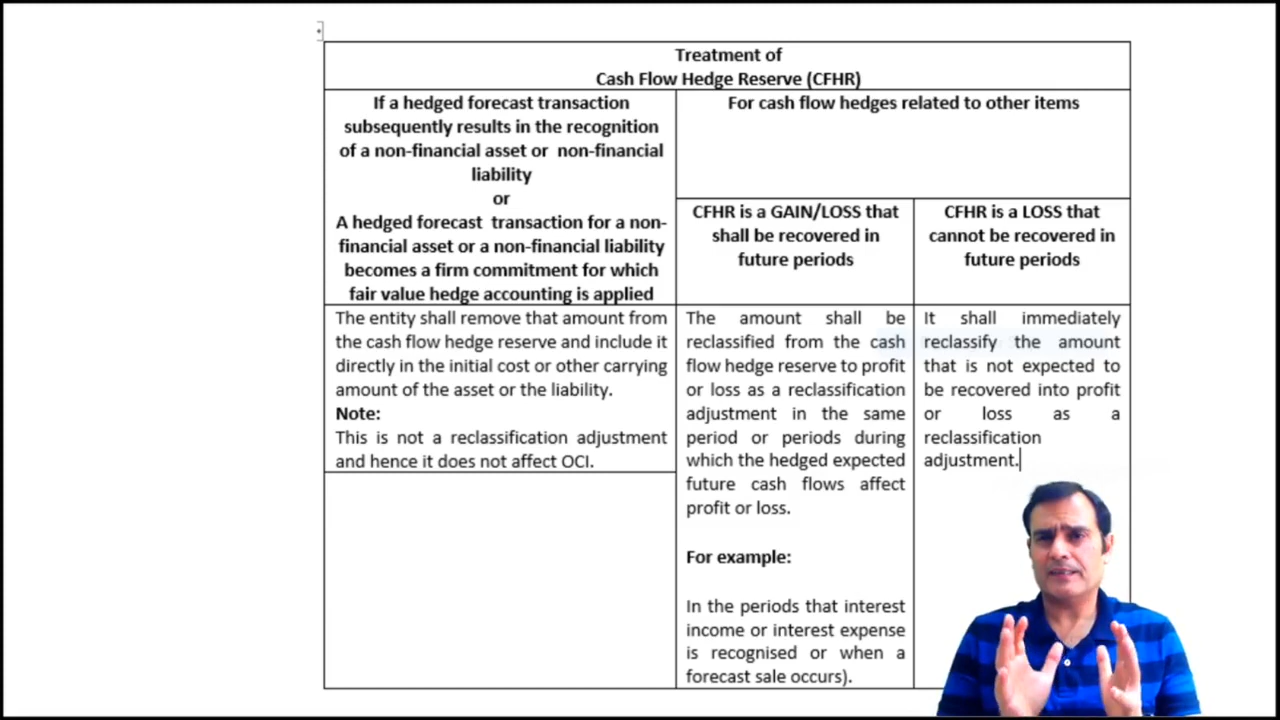 Treatment of
Cash Flow Hedge Reserve (CFHR)
If a hedged forecast transaction
subsequently results in the recognition
of a non-financial asset or non-financial
liability
or
A hedged forecast transaction for a non-
financial asset or a non-financial liability
becomes a firm commitment for which
fair value hedge accounting is applied
For cash flow hedges related to other items
CFHR is a GAIN/LOSS that
shall be recovered in
future periods
CFHR is a LOSS that
cannot be recovered in
future periods
The entity shall remove that amount from
the cash flow hedge reserve and include it
directly in the initial cost or other carrying
amount of the asset or the liability.
Note:
This is not a reclassification adjustment
and hence it does not affect OCI.
The amount shall be
reclassified from the cash
flow hedge reserve to profit
or loss as a reclassification
adjustment in the same
period or periods during
which the hedged expected
future cash flows affect
profit or loss.
For example:
In the periods that interest
income or interest expense
is recognised or when a
forecast sale occurs).
It shall immediately
reclassify the amount
that is not expected to
be recovered into profit
or loss as a
reclassification
adjustment.